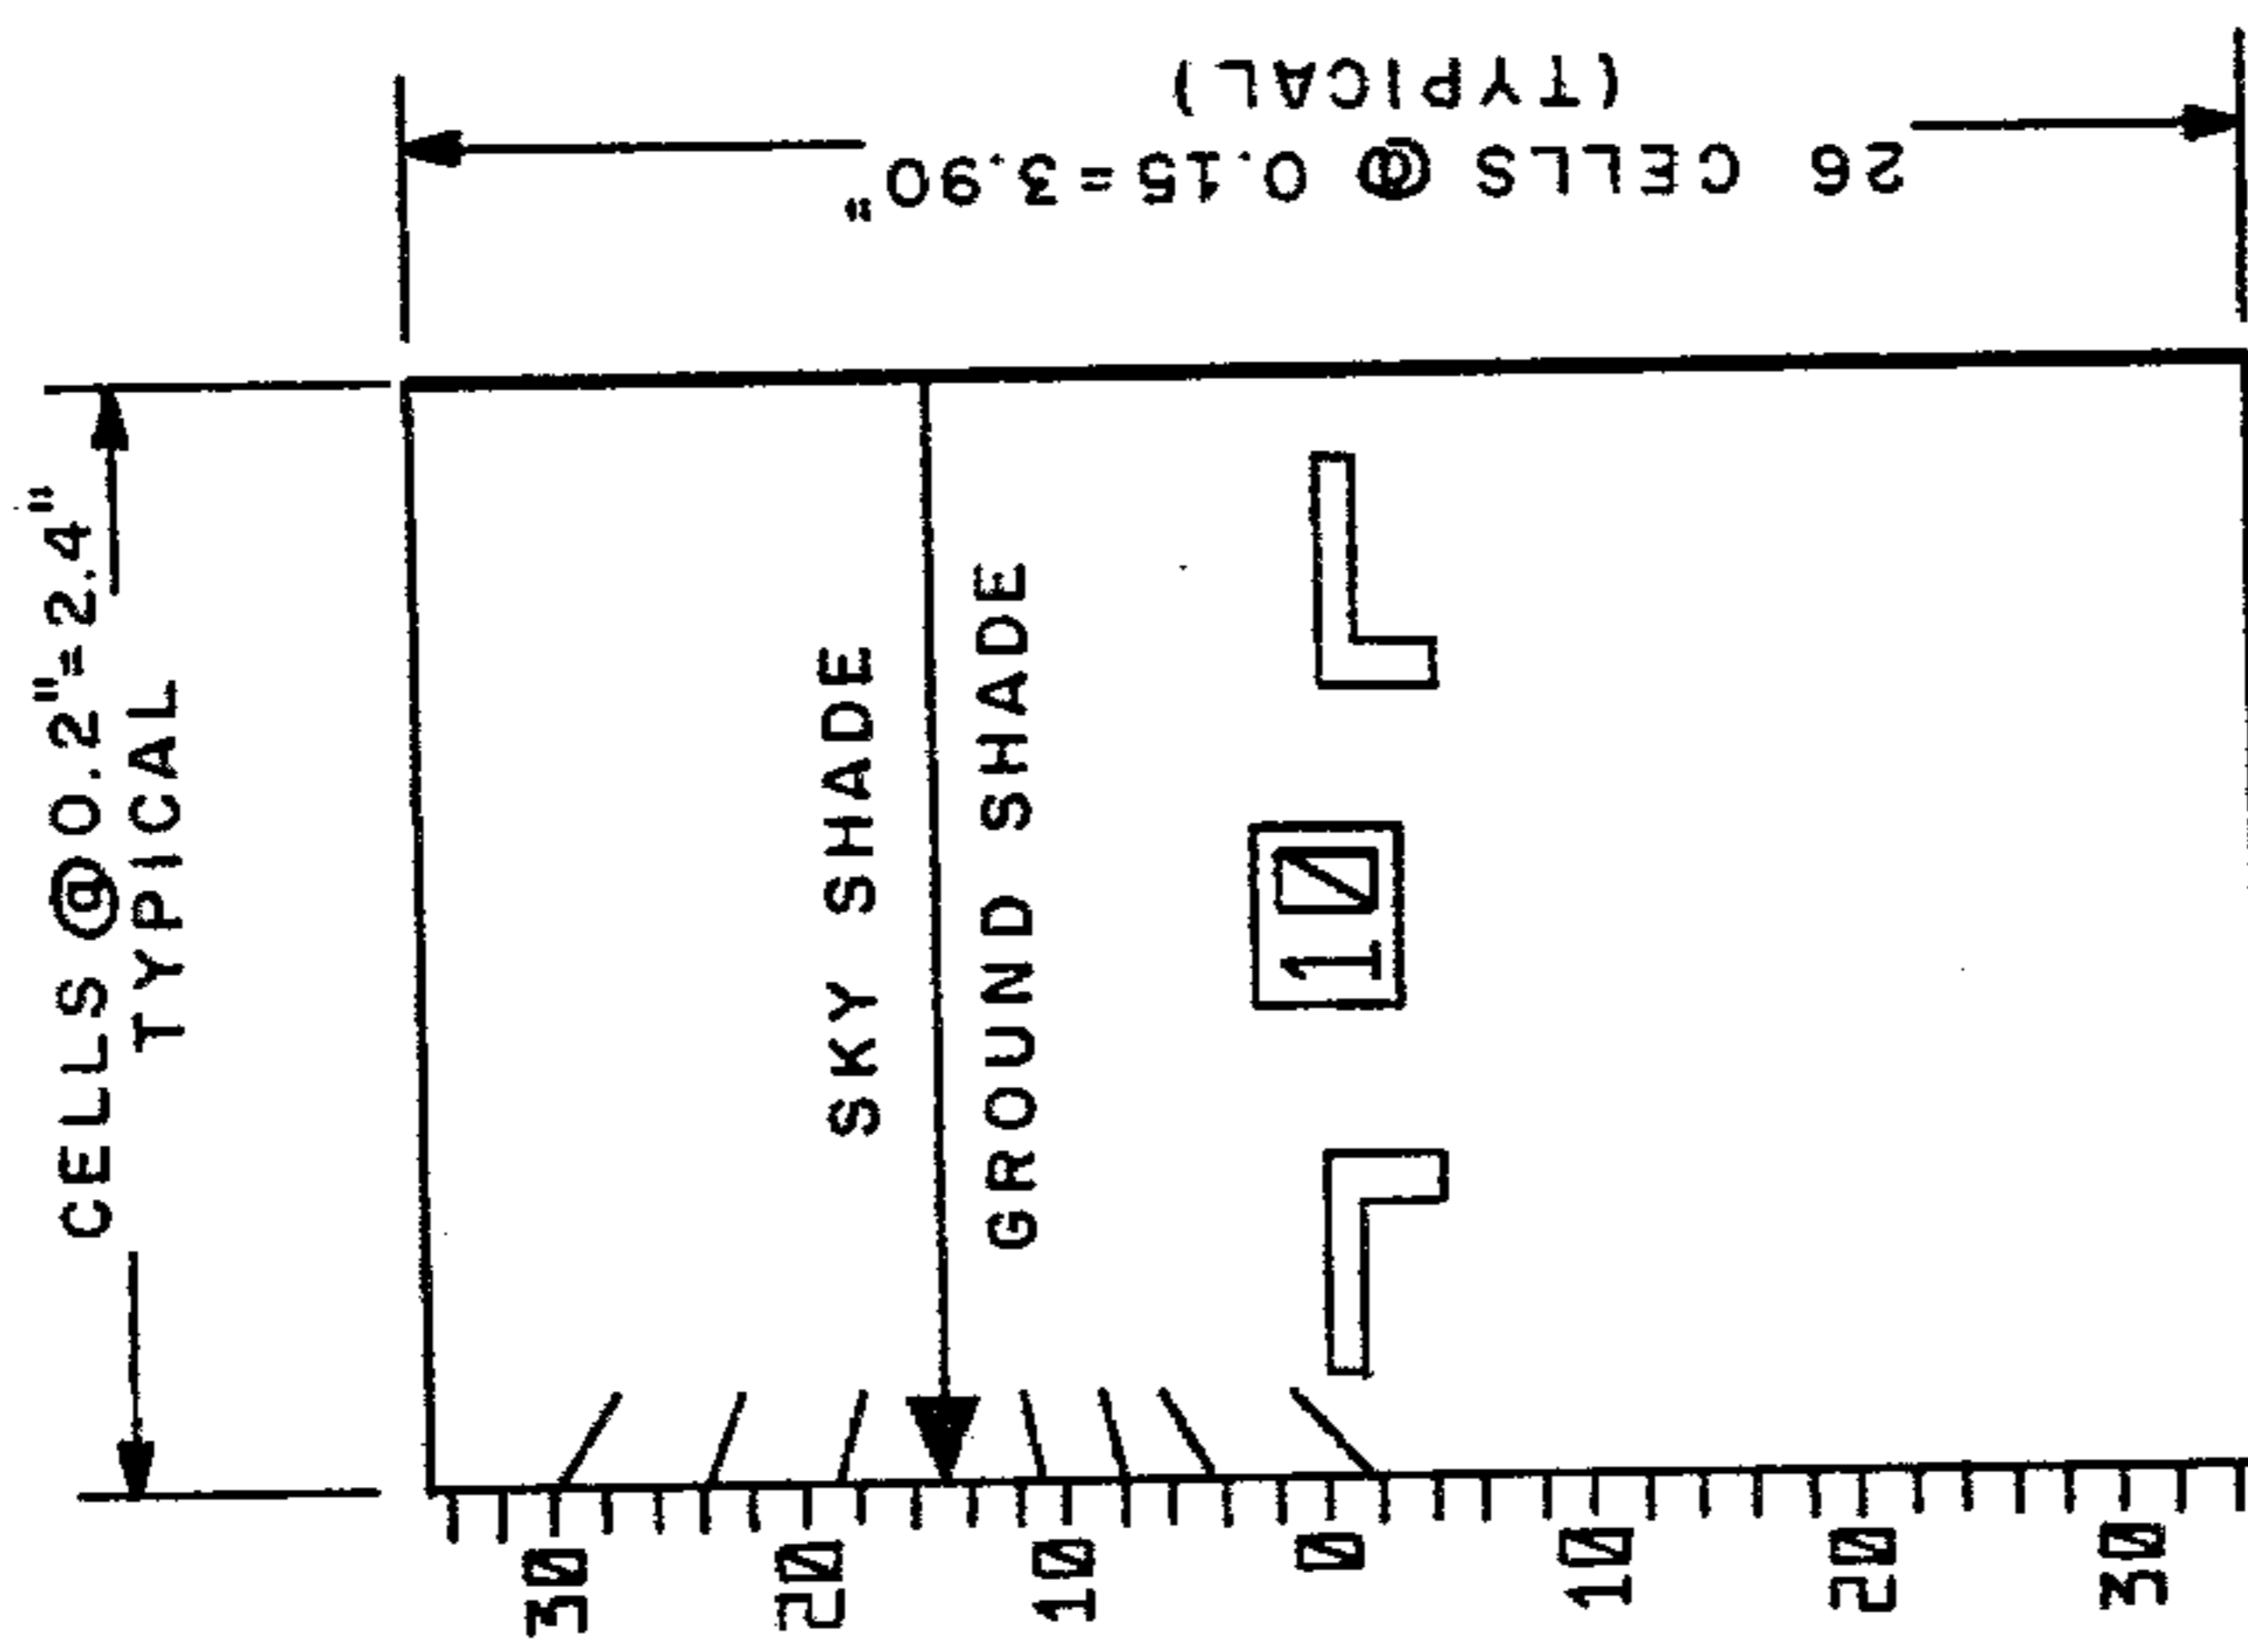 CELLS @ 0.2"=2.4"
TYPICAL
26 CELLS @ 0.15=3.90"
(TYPICAL)
SKY SHADE
GROUND SHADE
10
30
20
10
0
10
20
30